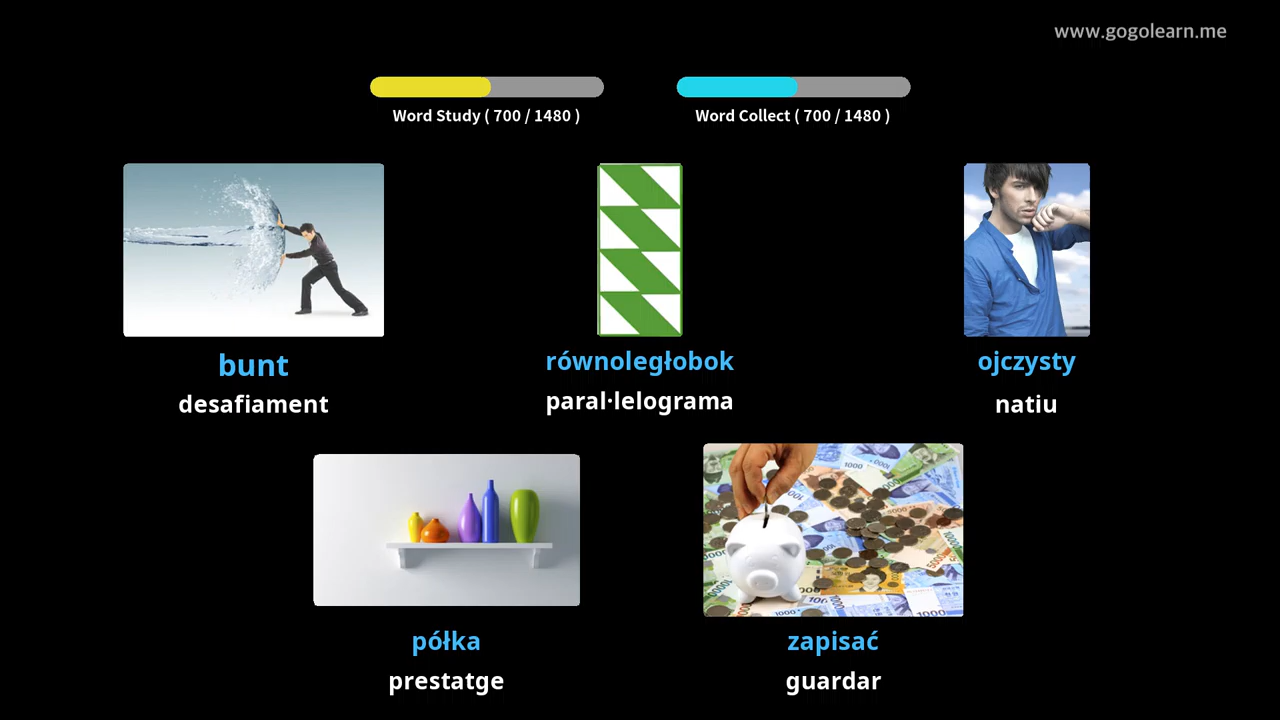 www.gogolearn.me
Word Study ( 700 / 1480 )
Word Collect ( 700 / 1480 )
bunt
desafiament
równoległobok
paral·lelograma
ojczysty
natiu
półka
prestatge
zapisać
guardar